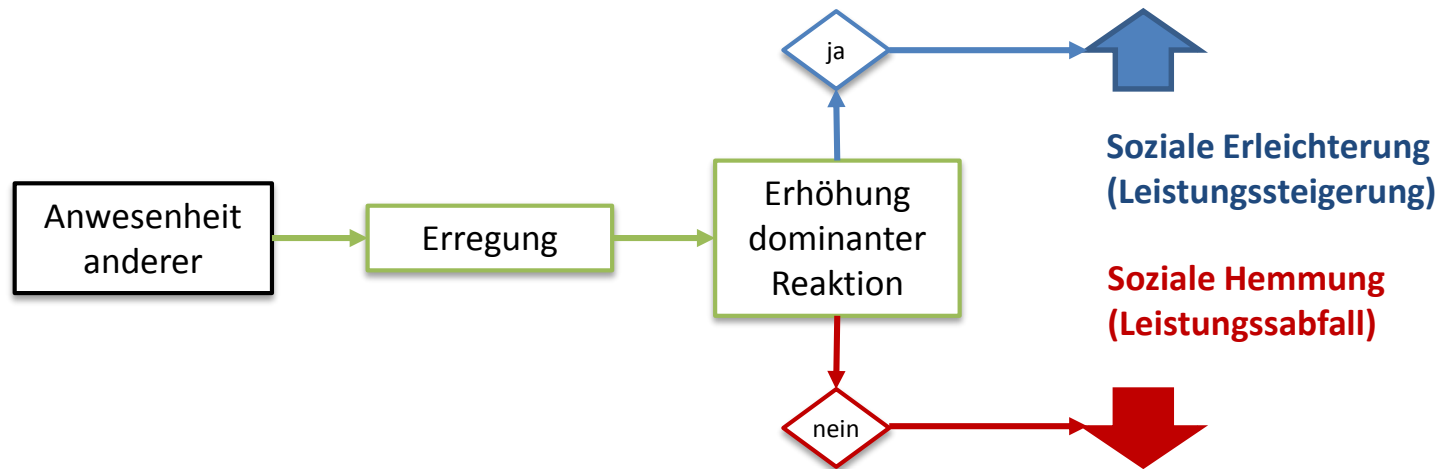 ja
Soziale Erleichterung
(Leistungssteigerung)
Anwesenheit
anderer
Erregung
Erhöhung
dominanter
Reaktion
Soziale Hemmung
(Leistungssabfall)
nein